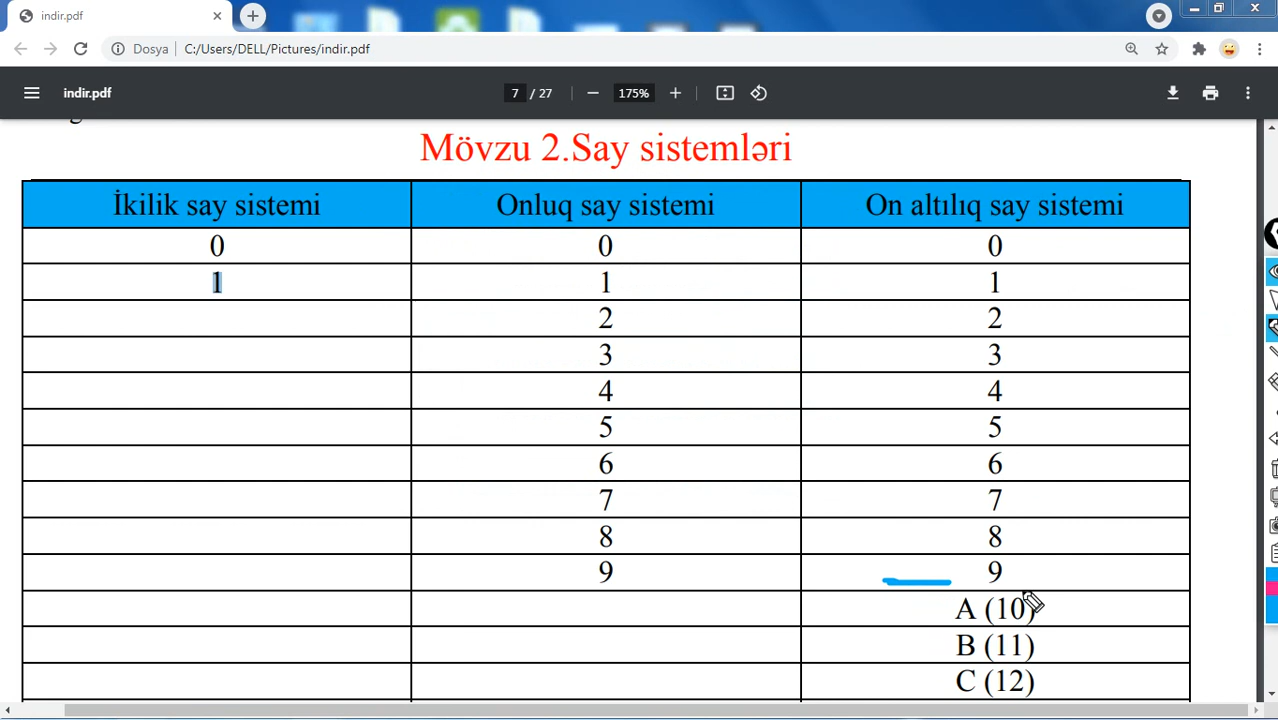 indir.pdf
Dosya C:/Users/DELL/Pictures/indir.pdf
indir.pdf 7 / 27 175%
Mövzu 2.Say sistemləri
İkilik say sistemi Onluq say sistemi On altılıq say sistemi
0 0 0
1 1 1
2 2
3 3
4 4
5 5
6 6
7 7
8 8
9 9
A (10)
B (11)
C (12)